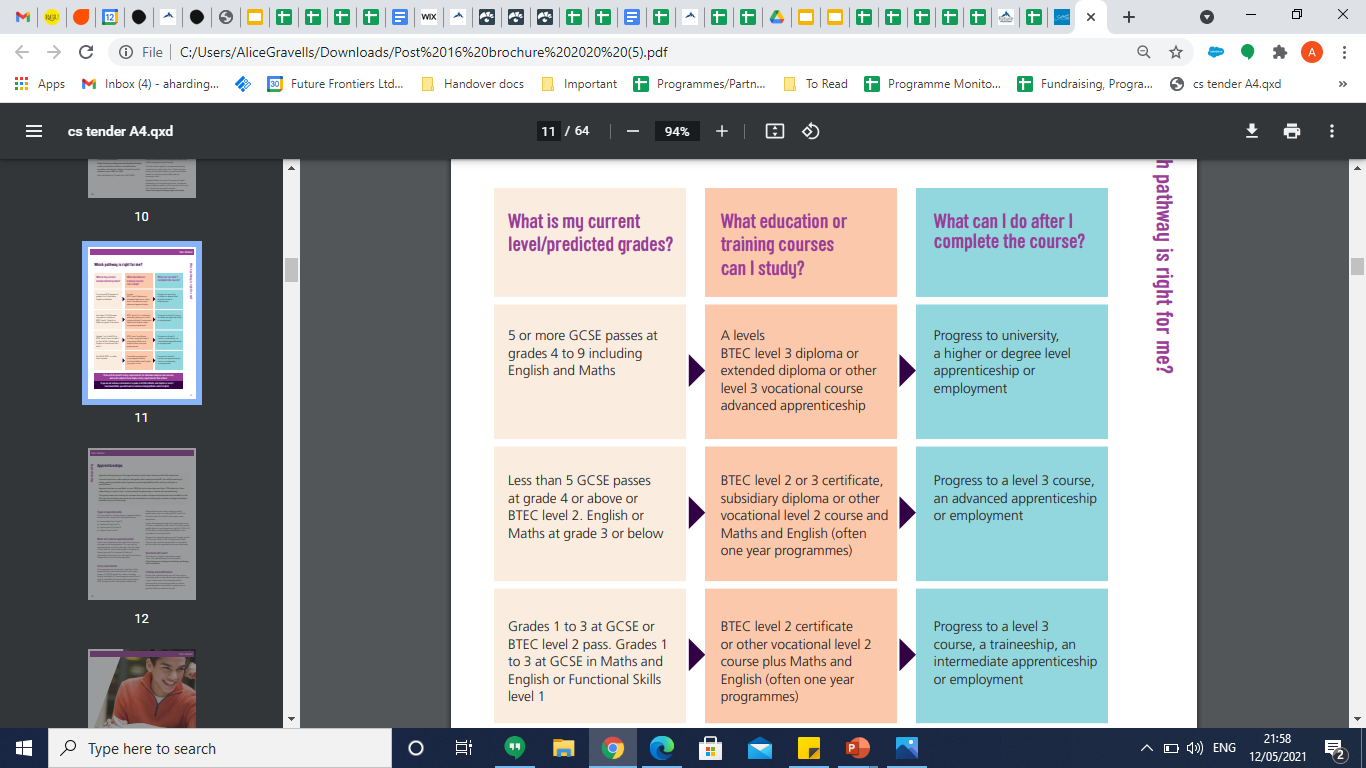 File
C:/Users/AliceGravells/Downloads/Post%2016%20brochure%202020%20(5).pdf
Apps
Inbox (4) - aharding...
Future Frontiers Ltd...
Handover docs
Important
Programmes/Partn...
To Read
Programme Monito...
Fundraising, Progra...
cs tender A4.qxd
cs tender A4.qxd
11 / 64
94%
10
11
12
h pathway is right for me?
What is my current
level/predicted grades?
What education or
training courses
can I study?
What can I do after I
complete the course?
5 or more GCSE passes at
grades 4 to 9 including
English and Maths
A levels
BTEC level 3 diploma or
extended diploma or other
level 3 vocational course
advanced apprenticeship
Progress to university,
a higher or degree level
apprenticeship or
employment
Less than 5 GCSE passes
at grade 4 or above or
BTEC level 2. English or
Maths at grade 3 or below
BTEC level 2 or 3 certificate,
subsidiary diploma or other
vocational level 2 course and
Maths and English (often
one year programmes)
Progress to a level 3 course,
an advanced apprenticeship
or employment
Grades 1 to 3 at GCSE or
BTEC level 2 pass. Grades 1
to 3 at GCSE in Maths and
English or Functional Skills
level 1
BTEC level 2 certificate
or other vocational level 2
course plus Maths and
English (often one year
programmes)
Progress to a level 3
course, a traineeship, an
intermediate apprenticeship
or employment
Type here to search
ENG
21:58
12/05/2021
2